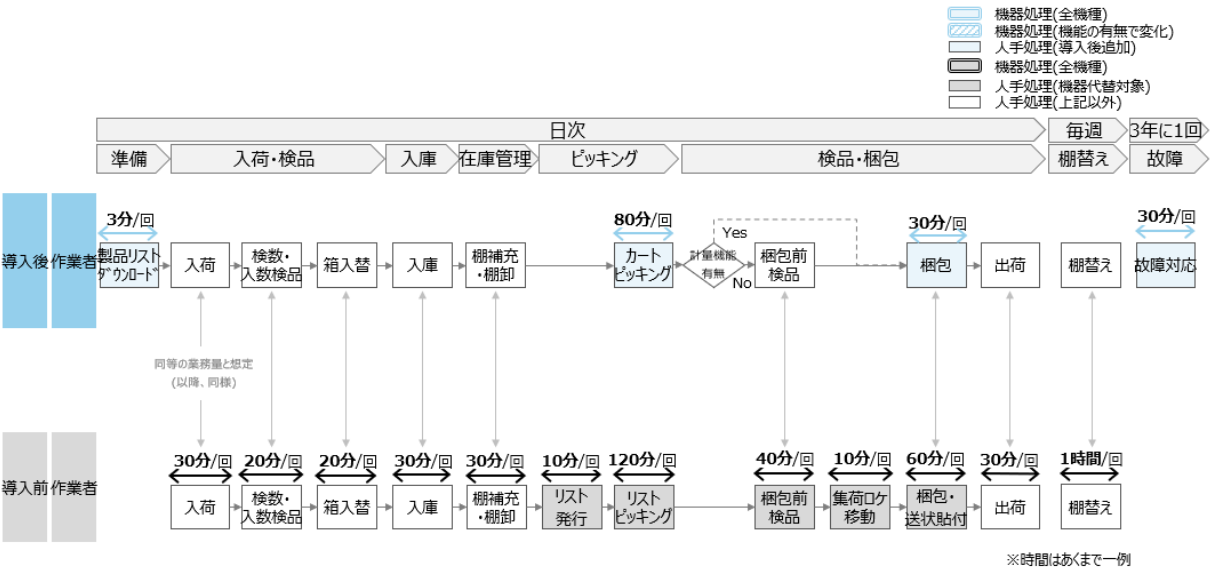 機器処理(全機種)
機器処理(機能の有無で変化)
人手処理(導入後追加)
機器処理(全機種)
人手処理(機器代替対象)
人手処理(上記以外)
日次
毎週
3年に1回
準備
入荷・検品
入庫
在庫管理
ピッキング
検品・梱包
棚替え
故障
導入後
作業者
3分/回
製品リスト
ダウンロード
入荷
検数・
入数検品
箱入替
入庫
棚補充
・棚卸
80分/回
カート
ピッキング
計量機能
有無
Yes
No
梱包前
検品
30分/回
梱包
出荷
棚替え
30分/回
故障対応
同等の業務量と想定
(以降、同様)
導入前
作業者
30分/回
入荷
20分/回
検数・
入数検品
20分/回
箱入替
30分/回
入庫
30分/回
棚補充
・棚卸
10分/回
リスト
発行
120分/回
リスト
ピッキング
40分/回
梱包前
検品
10分/回
集荷ロケ
移動
60分/回
梱包・
送状貼付
30分/回
出荷
1時間/回
棚替え
※時間はあくまで一例